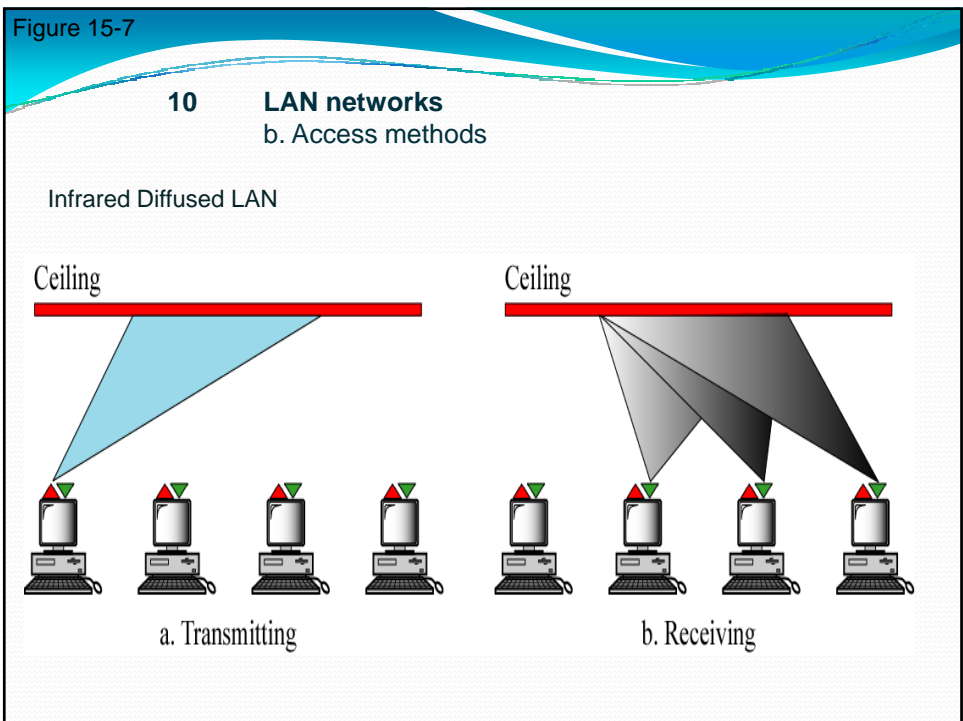 Figure 15-7
10 LAN networks
b. Access methods
Infrared Diffused LAN
Ceiling Ceiling
a. Transmitting b. Receiving